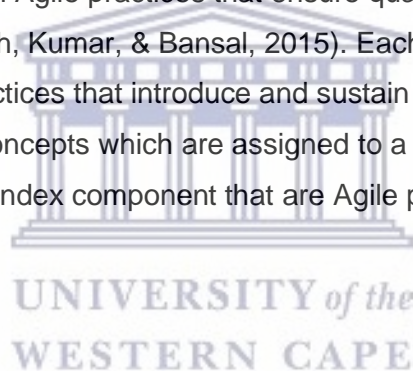 Agile practices that ensure qua
h, Kumar, & Bansal, 2015). Each
ctices that introduce and sustain
oncepts which are assigned to a
ndex component that are Agile p
UNIVERSITY of the
WESTERN CAPE